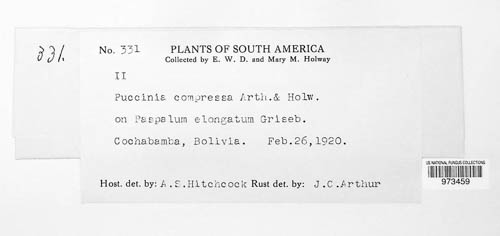 331.
No. 331 PLANTS OF SOUTH AMERICA
Collected by E. W. D. and Mary M. Holway
II
Puccinia compressa Arth.& Holw.
on Paspalum elongatum Griseb.
Cochabamba, Bolivia. Feb.26,1920.
Host. det. by: A.S.Hitchcock Rust det. by: J.C.Arthur
US NATIONAL FUNGUS COLLECTIONS
973459